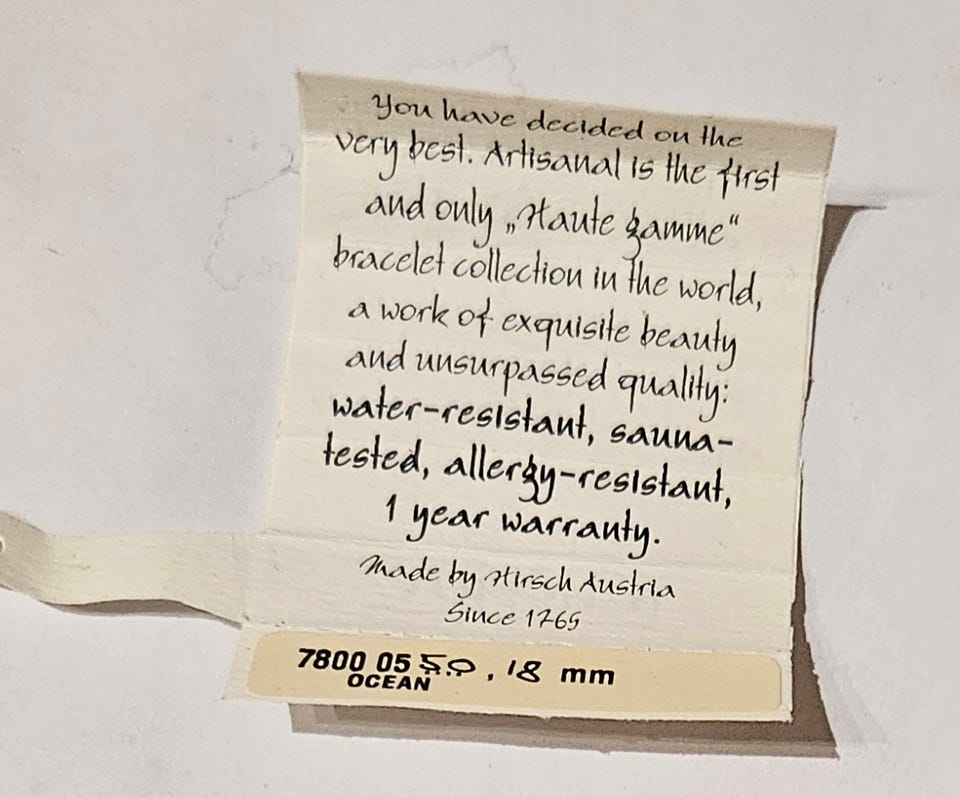 You have decided on the
very best. Artisanal is the first
and only „Haute gamme“
bracelet collection in the world,
a work of exquisite beauty
and unsurpassed quality:
water-resistant, sauna-
tested, allergy-resistant,
1 year warranty.
Made by Hirsch Austria
Since 1765
7800 05 50, 18 mm
OCEAN